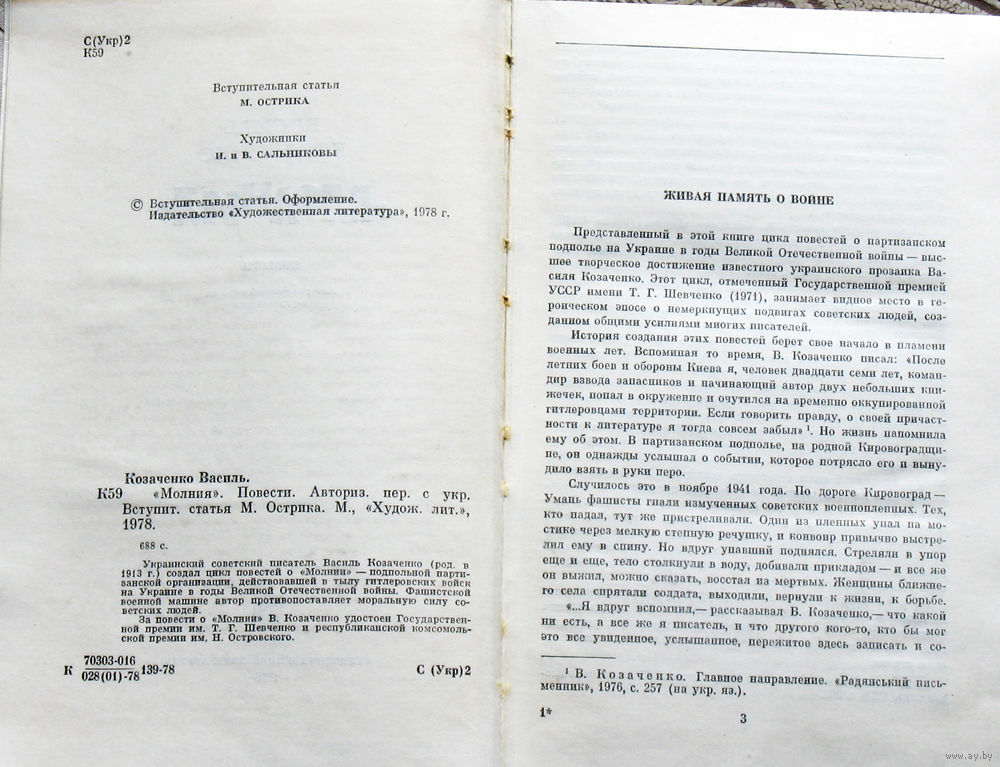 С(Укр)2
К59
Вступительная статья
М. ОСТРИКА
Художники
И. и В. САЛЬНИКОВЫ
© Вступительная статья. Оформление.
Издательство «Художественная литература», 1978 г.
Козаченко Василь.
К59 «Молния». Повести. Авториз. пер. с укр.
Вступит. статья М. Острика. М., «Худож. лит.»,
1978.
688 с.
Украинский советский писатель Василь Козаченко (род. в
1913 г.) создал цикл повестей о «Молнии» — подпольной парти-
занской организации, действовавшей в тылу гитлеровских войск
на Украине в годы Великой Отечественной войны. Фашистской
военной машине автор противопоставляет моральную силу со-
ветских людей.
За повести о «Молнии» В. Козаченко удостоен Государствен-
ной премии им. Т. Г. Шевченко и республиканской комсомоль-
ской премии им. Н. Островского.
К 70303-016
028(01)-78 139-78 С (Укр)2
ЖИВАЯ ПАМЯТЬ О ВОЙНЕ
Представленный в этой книге цикл повестей о партизанском
подполье на Украине в годы Великой Отечественной войны — выс-
шее творческое достижение известного украинского прозаика Ва-
силя Козаченко. Этот цикл, отмеченный Государственной премией
УССР имени Т. Г. Шевченко (1971), занимает видное место в ге-
роическом эпосе о немеркнущих подвигах советских людей, соз-
данном общими усилиями многих писателей.
История создания этих повестей берет свое начало в пламени
военных лет. Вспоминая то время, В. Козаченко писал: «После
летних боев и обороны Киева я, человек двадцати семи лет, коман-
дир взвода запасников и начинающий автор двух небольших кни-
жечек, попал в окружение и очутился на временно оккупированной
гитлеровцами территории. Если говорить правду, о своей причаст-
ности к литературе я тогда совсем забыл» ¹. Но жизнь напомнила
ему об этом. В партизанском подполье, на родной Кировоградщи-
не, он однажды услышал о событии, которое потрясло его и выну-
дило взять в руки перо.
Случилось это в ноябре 1941 года. По дороге Кировоград —
Умань фашисты гнали измученных советских военнопленных. Тех,
кто падал, тут же пристреливали. Один из пленных упал на мо-
стике через мелкую степную речушку, и конвоир привычно выстре-
лил ему в спину. Но вдруг упавший поднялся. Стреляли в упор
еще и еще, тело столкнули в воду, добивали прикладом — и все же
он выжил, можно сказать, восстал из мертвых. Женщины ближне-
го села спрятали солдата, выходили, вернули к жизни, к борьбе.
«...Я вдруг вспомнил,— рассказывал В. Козаченко,— что какой
ни есть, а все же я писатель, и что другого кого-то, кто бы мог
это все увиденное, услышанное, пережитое здесь записать и со-
¹ В. Козаченко. Главное направление. «Радянський пись-
менник», 1976, с. 257 (на укр. яз.).
1*
3
www.ay.by